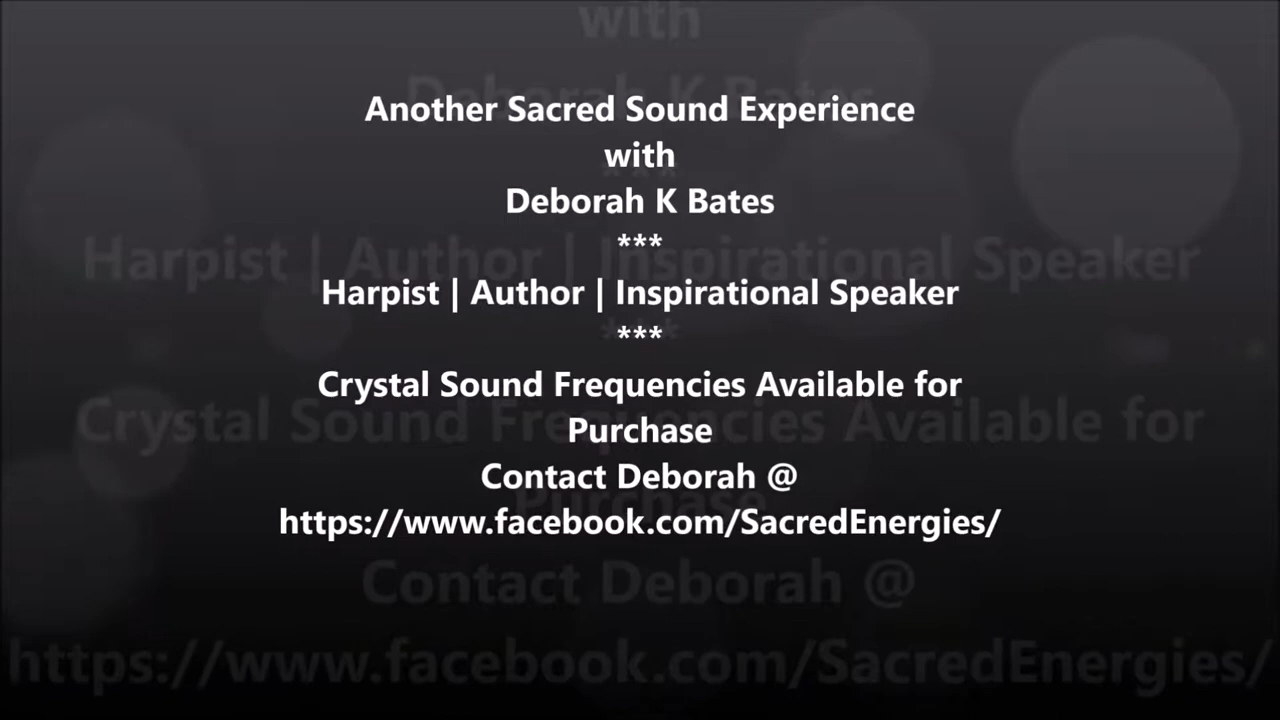 Another Sacred Sound Experience
with
Deborah K Bates
***
Harpist | Author | Inspirational Speaker
***
Crystal Sound Frequencies Available for
Purchase
Contact Deborah @
https://www.facebook.com/SacredEnergies/